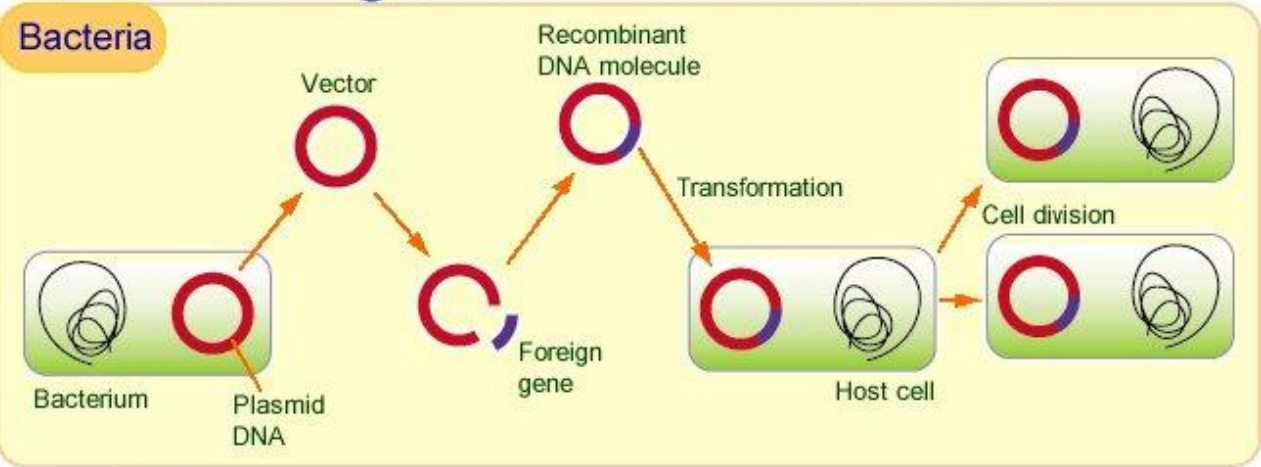 Bacteria
Vector
Recombinant
DNA molecule
Transformation
Cell division
Foreign
gene
Bacterium
Plasmid
DNA
Host cell